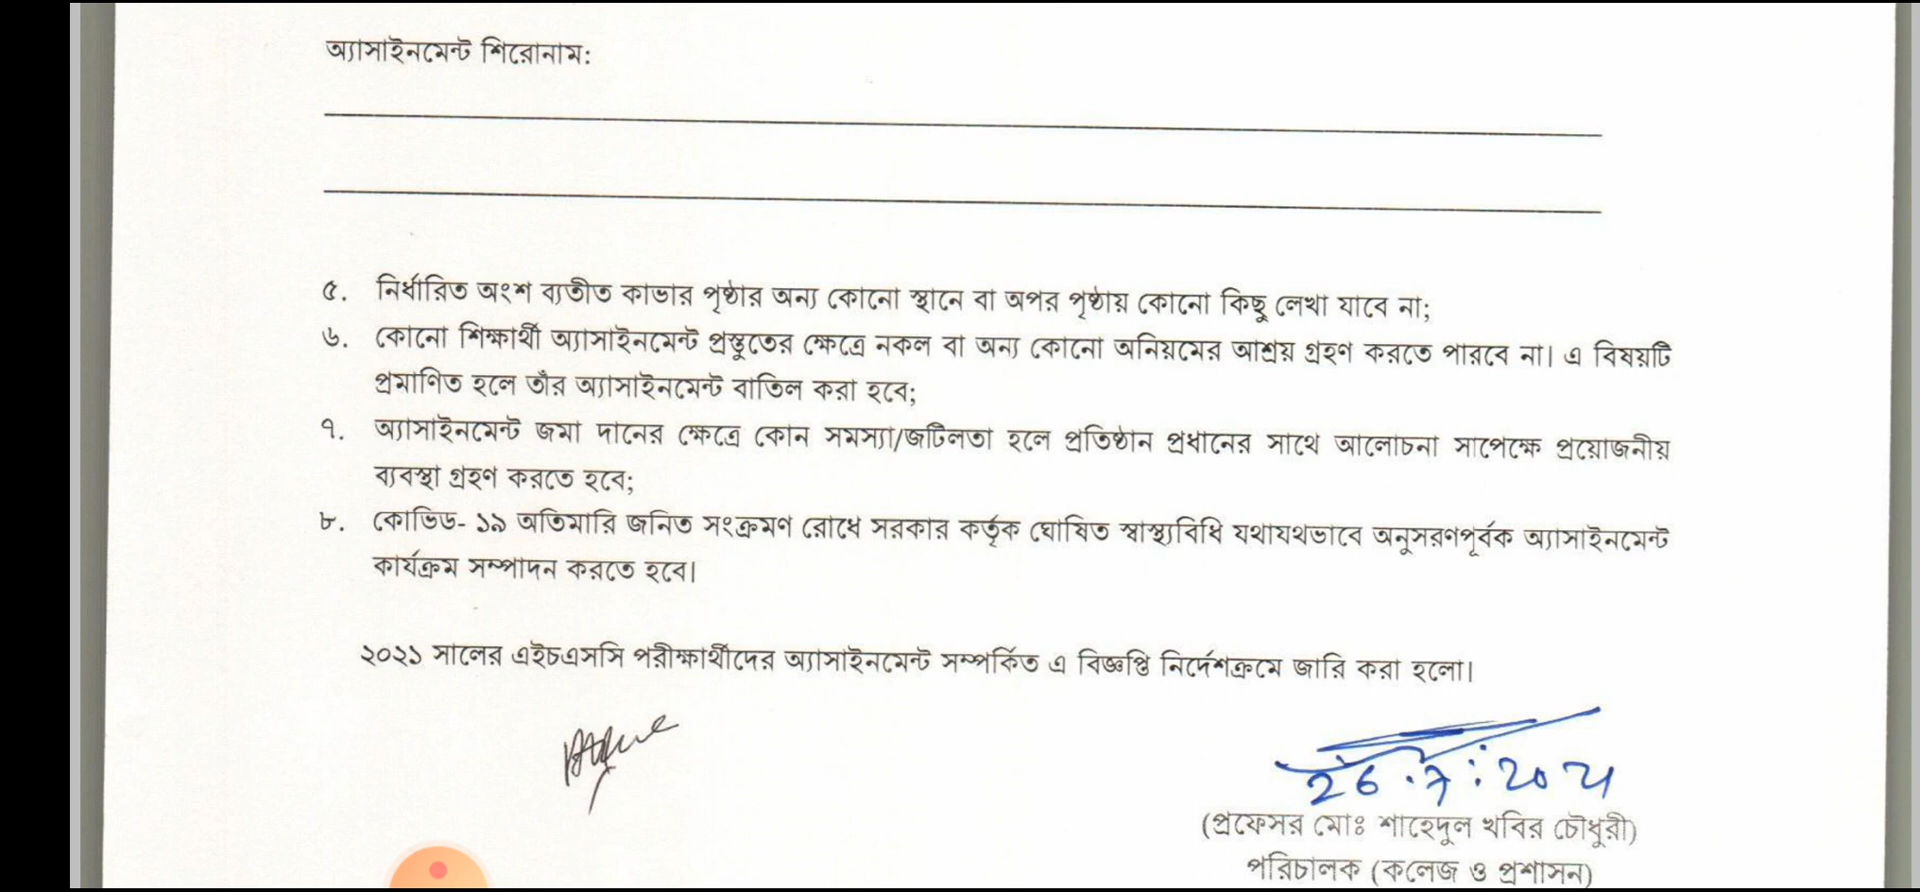 অ্যাসাইনমেন্ট শিরোনাম:
৫. নির্ধারিত অংশ ব্যতীত কাভার পৃষ্ঠার অন্য কোনো স্থানে বা অপর পৃষ্ঠায় কোনো কিছু লেখা যাবে না;
৬. কোনো শিক্ষার্থী অ্যাসাইনমেন্ট প্রস্তুতের ক্ষেত্রে নকল বা অন্য কোনো অনিয়মের আশ্রয় গ্রহণ করতে পারবে না। এ বিষয়টি
প্রমাণিত হলে তাঁর অ্যাসাইনমেন্ট বাতিল করা হবে;
৭. অ্যাসাইনমেন্ট জমা দানের ক্ষেত্রে কোন সমস্যা/জটিলতা হলে প্রতিষ্ঠান প্রধানের সাথে আলোচনা সাপেক্ষে প্রয়োজনীয়
ব্যবস্থা গ্রহণ করতে হবে;
৮. কোভিড- ১৯ অতিমারি জনিত সংক্রমণ রোধে সরকার কর্তৃক ঘোষিত স্বাস্থ্যবিধি যথাযথভাবে অনুসরণপূর্বক অ্যাসাইনমেন্ট
কার্যক্রম সম্পাদন করতে হবে।
২০২১ সালের এইচএসসি পরীক্ষার্থীদের অ্যাসাইনমেন্ট সম্পর্কিত এ বিজ্ঞপ্তি নির্দেশক্রমে জারি করা হলো।
26.7:2021
(প্রফেসর মোঃ শাহেদুল খবির চৌধুরী)
পরিচালক (কলেজ ও প্রশাসন)